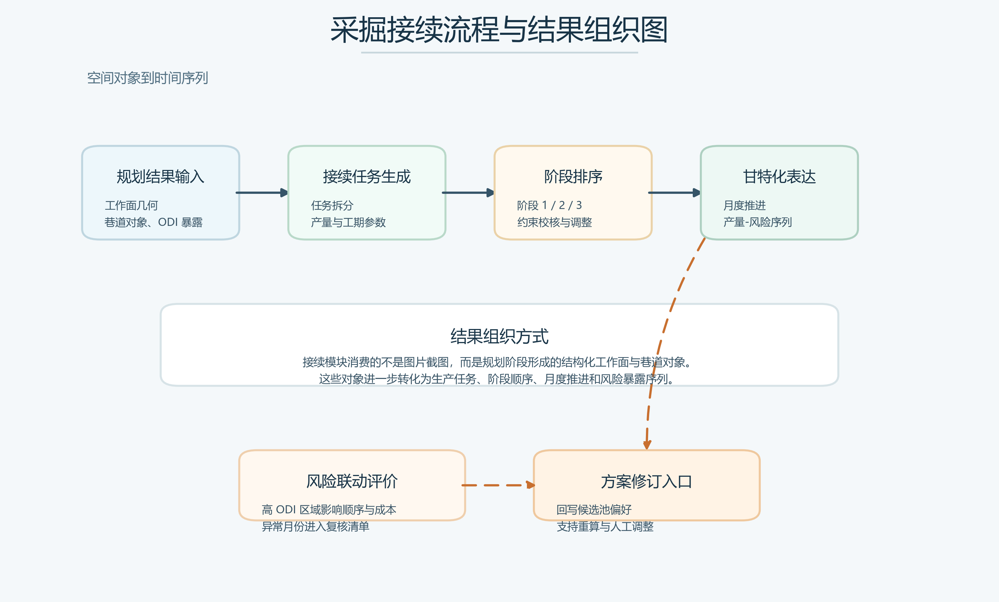 采掘接续流程与结果组织图
空间对象到时间序列
规划结果输入
工作面几何
巷道对象、ODI 暴露
接续任务生成
任务拆分
产量与工期参数
阶段排序
阶段 1 / 2 / 3
约束校核与调整
甘特化表达
月度推进
产量-风险序列
结果组织方式
接续模块消费的不是图片截图，而是规划阶段形成的结构化工作面与巷道对象。
这些对象进一步转化为生产任务、阶段顺序、月度推进和风险暴露序列。
风险联动评价
高 ODI 区域影响顺序与成本
异常月份进入复核清单
方案修订入口
回写候选池偏好
支持重算与人工调整